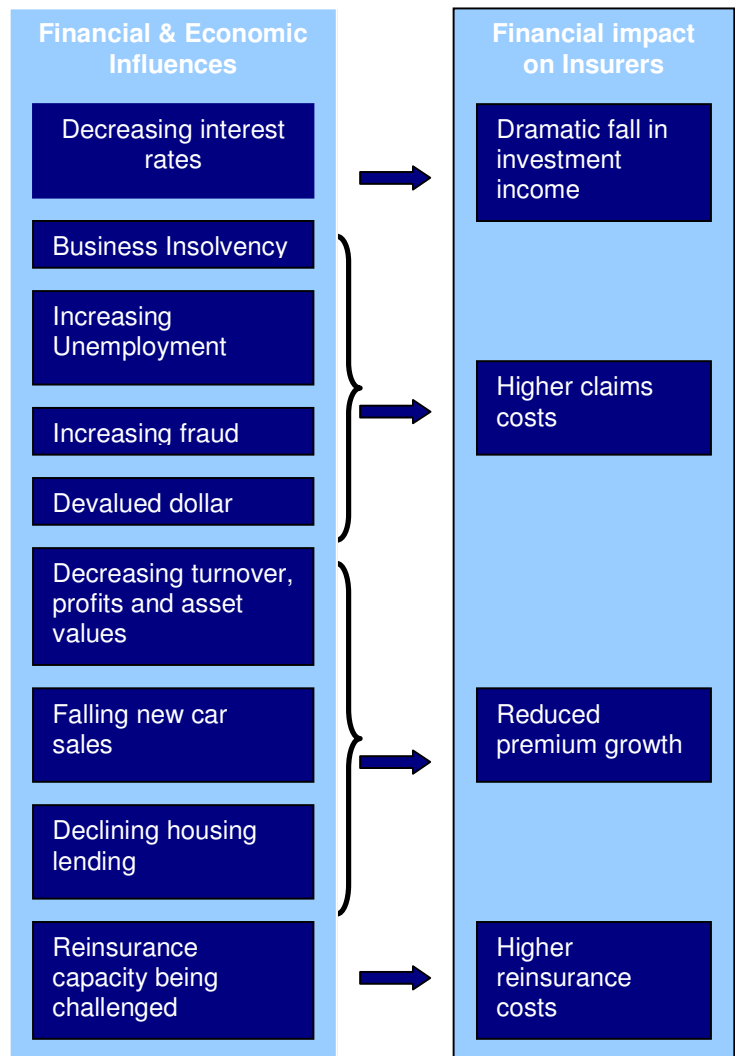 Financial & Economic
Influences
Decreasing interest
rates
Business Insolvency
Increasing
Unemployment
Increasing fraud
Devalued dollar
Decreasing turnover,
profits and asset
values
Falling new car
sales
Declining housing
lending
Reinsurance
capacity being
challenged
Financial impact
on Insurers
Dramatic fall in
investment
income
Higher claims
costs
Reduced
premium growth
Higher
reinsurance
costs